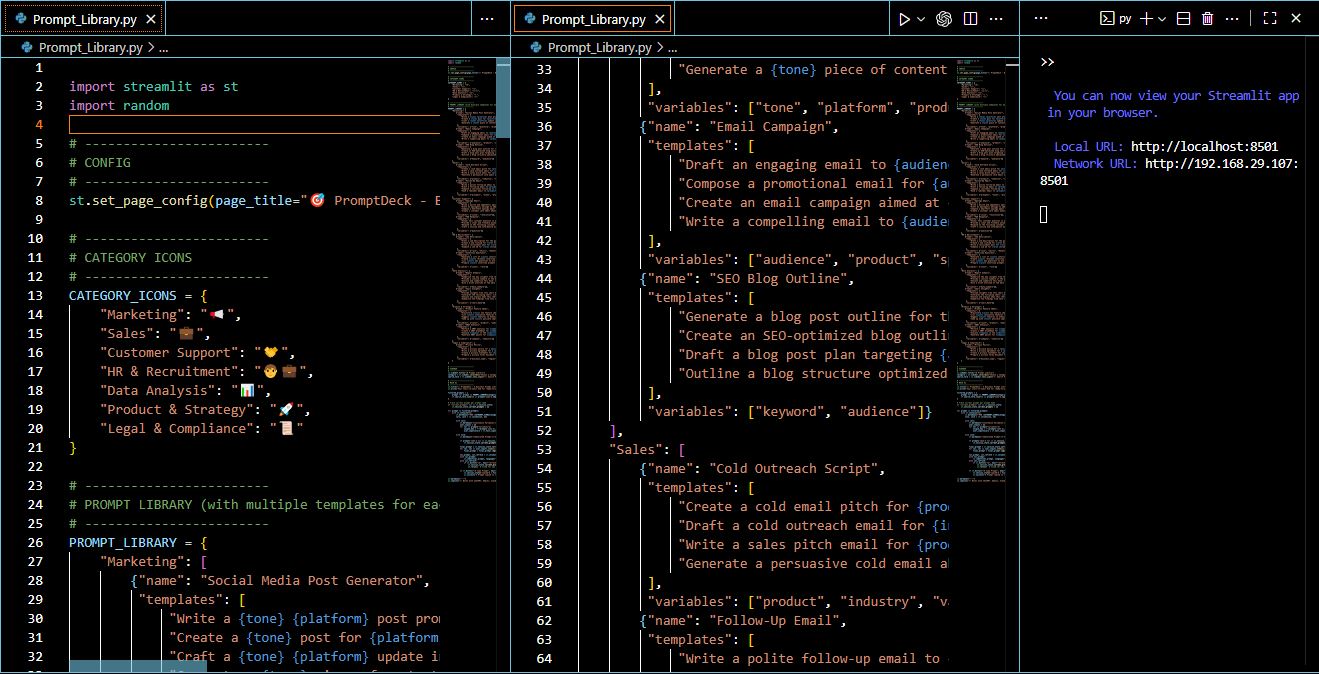 Prompt_Library.py
Prompt_Library.py > ...
1
2 import streamlit as st
3 import random
4
5 # ------------------------
6 # CONFIG
7 # ------------------------
8 st.set_page_config(page_title="🎯 PromptDeck - B
9
10 # ------------------------
11 # CATEGORY ICONS
12 # ------------------------
13 CATEGORY_ICONS = {
14 "Marketing": "📢",
15 "Sales": "💼",
16 "Customer Support": "🤝",
17 "HR & Recruitment": "🧑‍💼",
18 "Data Analysis": "📊",
19 "Product & Strategy": "🚀",
20 "Legal & Compliance": "📜"
21 }
22
23 # ------------------------
24 # PROMPT LIBRARY (with multiple templates for ea
25 # ------------------------
26 PROMPT_LIBRARY = {
27 "Marketing": [
28 {"name": "Social Media Post Generator",
29 "templates": [
30 "Write a {tone} {platform} post pro
31 "Create a {tone} post for {platform
32 "Craft a {tone} {platform} update i
Prompt_Library.py
Prompt_Library.py > ...
33 "Generate a {tone} piece of content
34 ],
35 "variables": ["tone", "platform", "prod
36 {"name": "Email Campaign",
37 "templates": [
38 "Draft an engaging email to {audien
39 "Compose a promotional email for {au
40 "Create an email campaign aimed at
41 "Write a compelling email to {audie
42 ],
43 "variables": ["audience", "product", "s
44 {"name": "SEO Blog Outline",
45 "templates": [
46 "Generate a blog post outline for t
47 "Create an SEO-optimized blog outli
48 "Draft a blog post plan targeting {
49 "Outline a blog structure optimized
50 ],
51 "variables": ["keyword", "audience"]}
52 ],
53 "Sales": [
54 {"name": "Cold Outreach Script",
55 "templates": [
56 "Create a cold email pitch for {pro
57 "Draft a cold outreach email for {i
58 "Write a sales pitch email for {pro
59 "Generate a persuasive cold email a
60 ],
61 "variables": ["product", "industry", "v
62 {"name": "Follow-Up Email",
63 "templates": [
64 "Write a polite follow-up email to
py
>>
You can now view your Streamlit app
in your browser.
Local URL: http://localhost:8501
Network URL: http://192.168.29.107:
8501